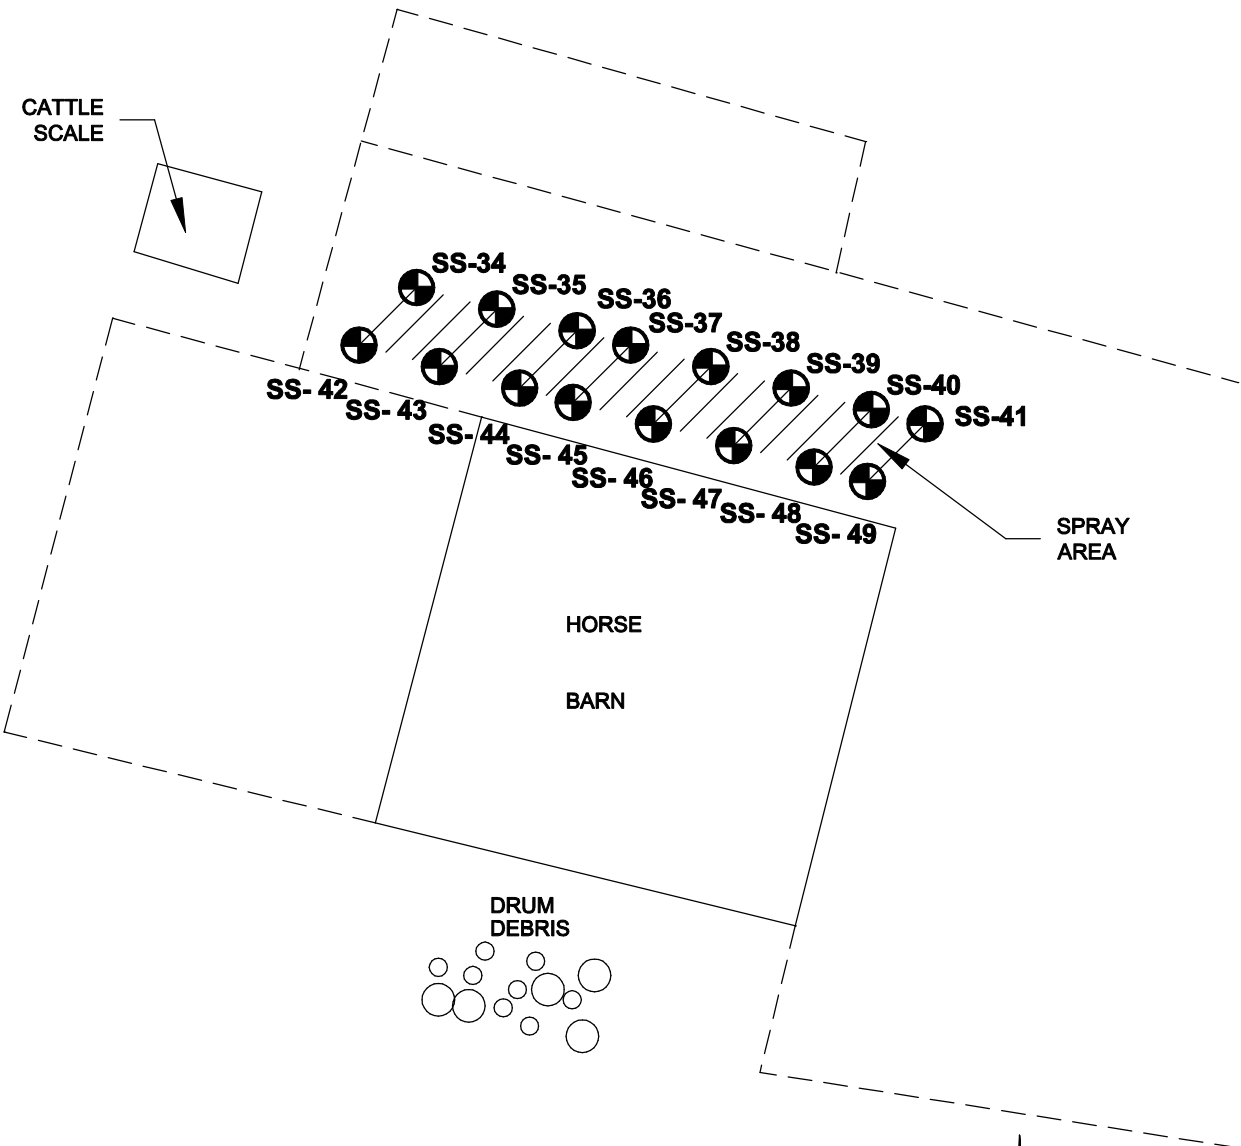 CATTLE
SCALE
SS-34
SS-35
SS-36
SS-37
SS-38
SS-39
SS-40
SS-41
SS- 42
SS- 43
SS- 44
SS- 45
SS- 46
SS- 47
SS- 48
SS- 49
SPRAY
AREA
HORSE
BARN
DRUM
DEBRIS